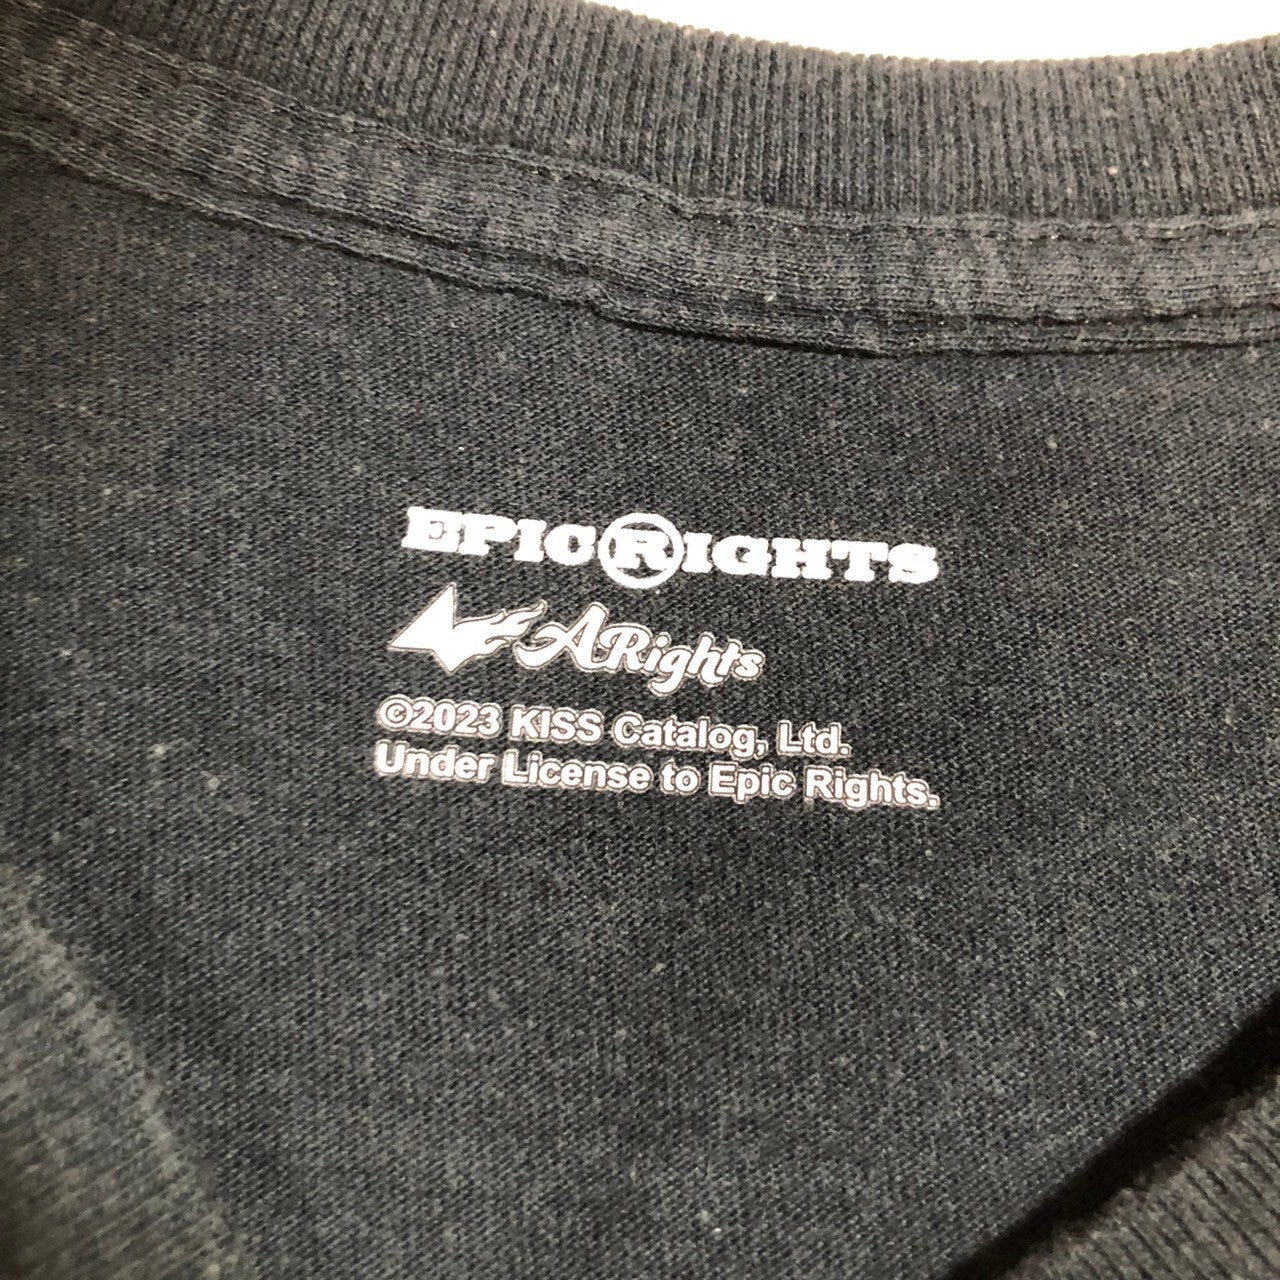 EPIC RIGHTS
ARights
©2023 KISS Catalog, Ltd.
Under License to Epic Rights.